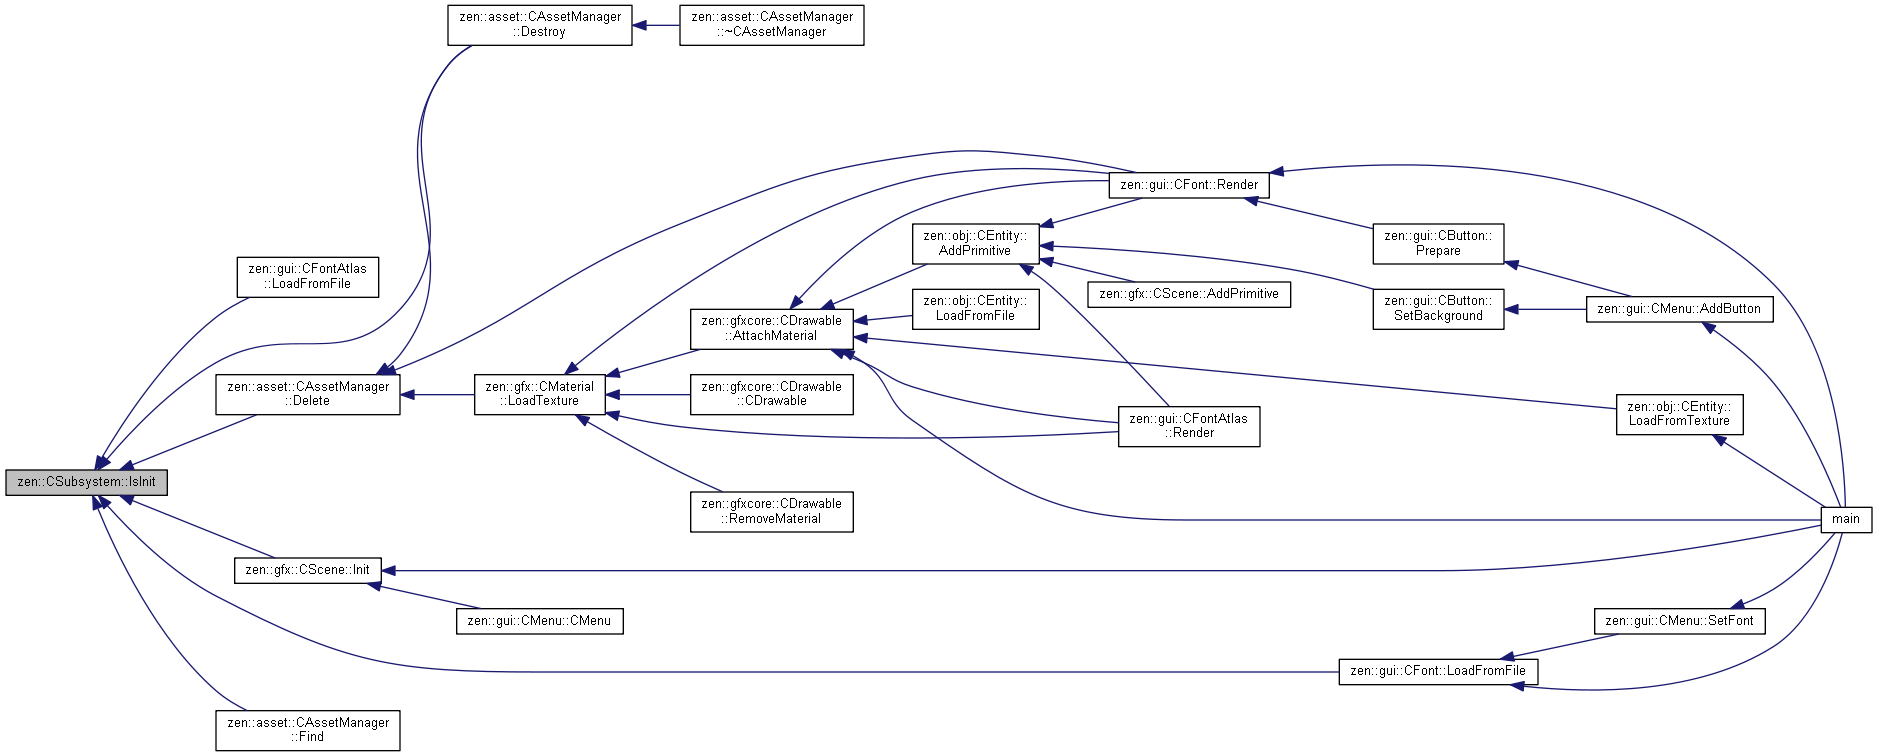 zen::asset::CAssetManager
::Destroy
zen::asset::CAssetManager
::~CAssetManager
zen::gui::CFont::Render
zen::obj::CEntity::
AddPrimitive
zen::gui::CButton::
Prepare
zen::gui::CFontAtlas
::LoadFromFile
zen::gfx::CScene::AddPrimitive
zen::obj::CEntity::
LoadFromFile
zen::gui::CButton::
SetBackground
zen::gui::CMenu::AddButton
zen::gfxcore::CDrawable
::AttachMaterial
zen::asset::CAssetManager
::Delete
zen::gfx::CMaterial
::LoadTexture
zen::gfxcore::CDrawable
::CDrawable
zen::gui::CFontAtlas
::Render
zen::obj::CEntity::
LoadFromTexture
zen::CSubsystem::IsInit
zen::gfxcore::CDrawable
::RemoveMaterial
main
zen::gfx::CScene::Init
zen::gui::CMenu::CMenu
zen::gui::CMenu::SetFont
zen::gui::CFont::LoadFromFile
zen::asset::CAssetManager
::Find